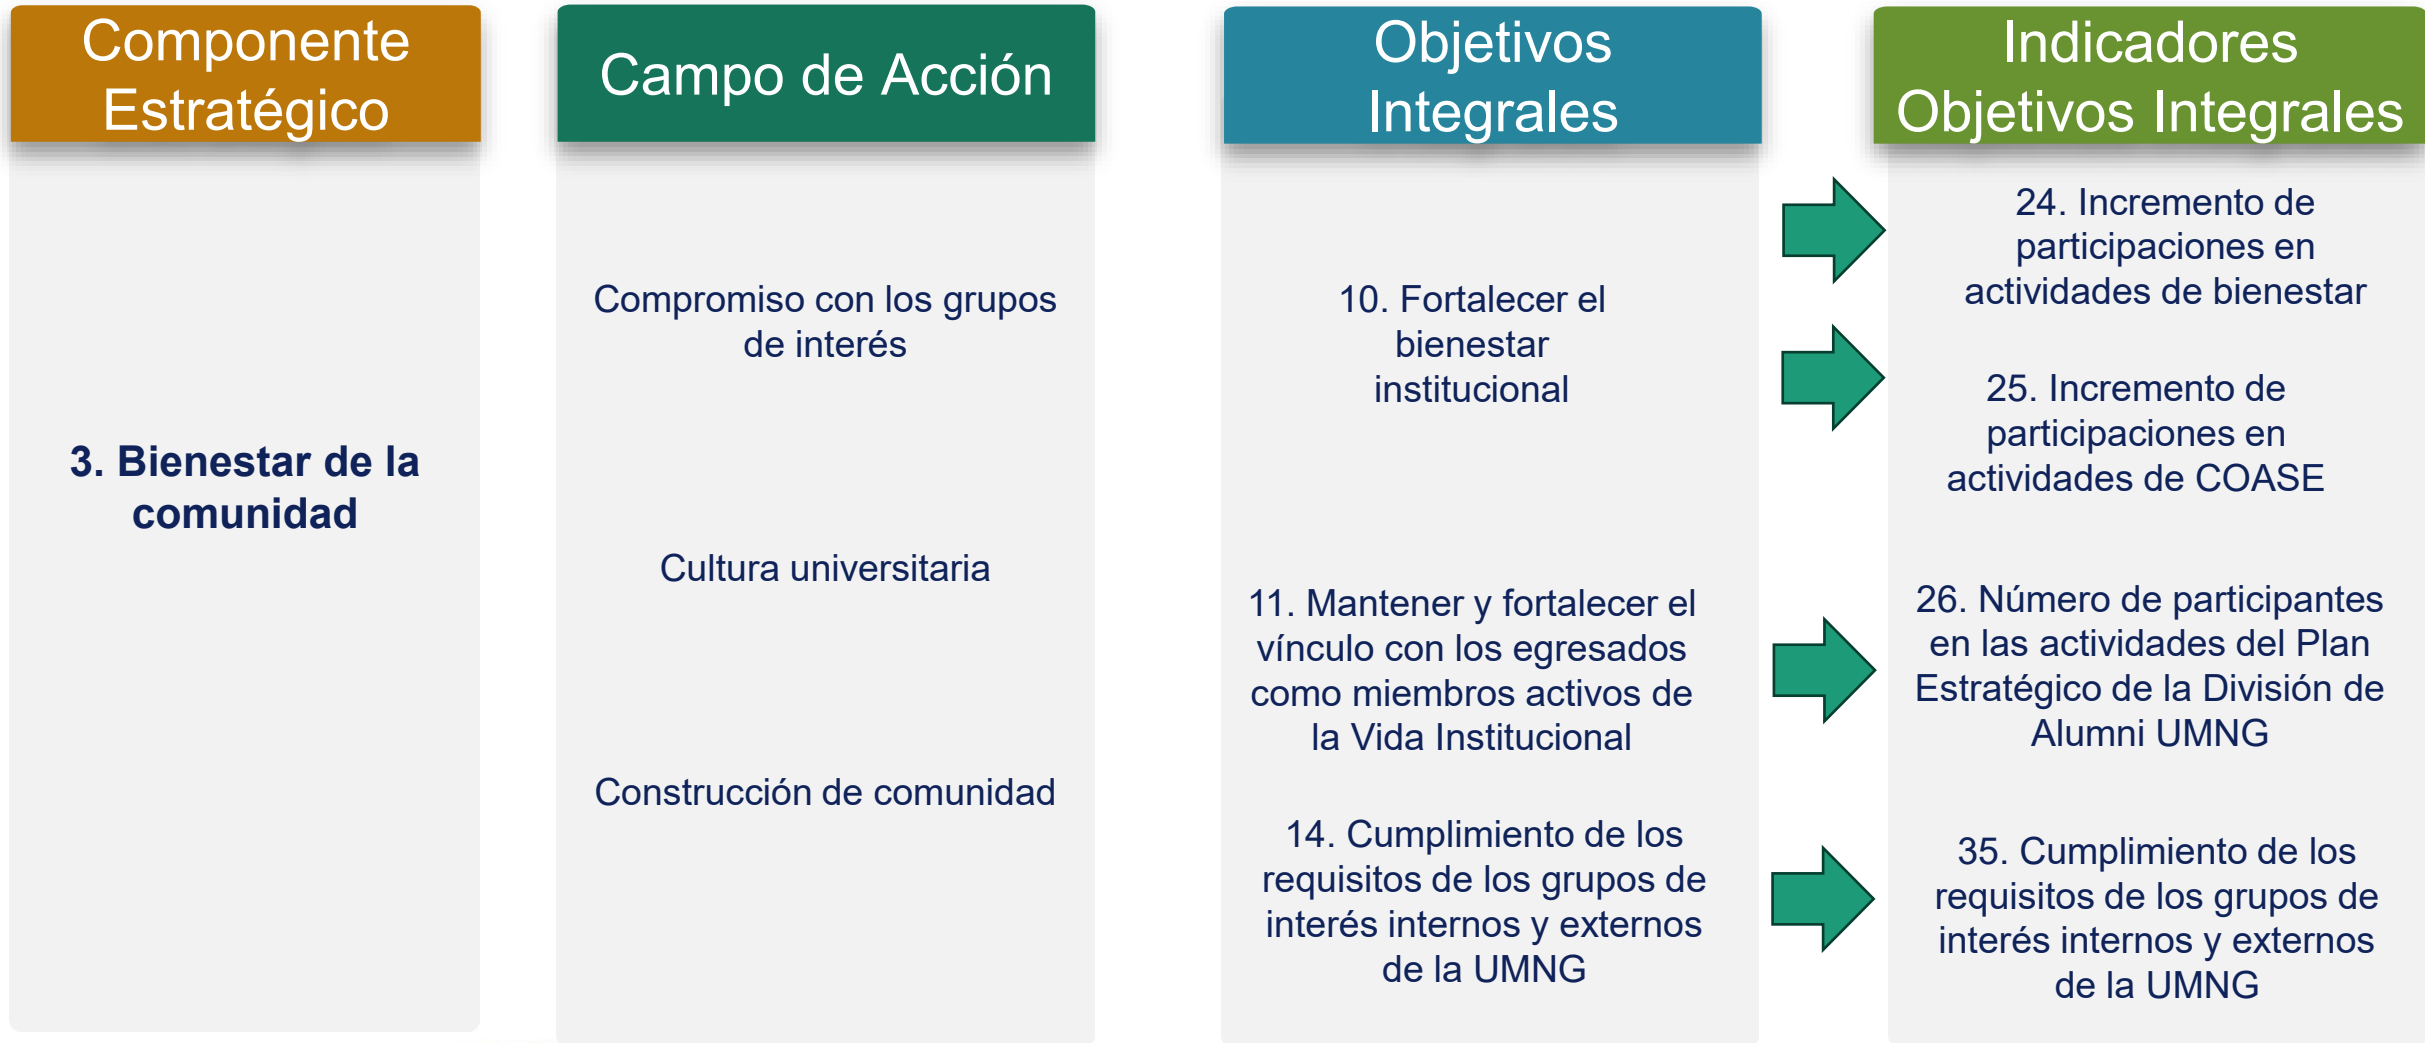 Componente
Estratégico
Campo de Acción
Objetivos
Integrales
Indicadores
Objetivos Integrales
3. Bienestar de la
comunidad
Compromiso con los grupos
de interés
Cultura universitaria
Construcción de comunidad
10. Fortalecer el
bienestar
institucional
11. Mantener y fortalecer el
vínculo con los egresados
como miembros activos de
la Vida Institucional
14. Cumplimiento de los
requisitos de los grupos de
interés internos y externos
de la UMNG
24. Incremento de
participaciones en
actividades de bienestar
25. Incremento de
participaciones en
actividades de COASE
26. Número de participantes
en las actividades del Plan
Estratégico de la División de
Alumni UMNG
35. Cumplimiento de los
requisitos de los grupos de
interés internos y externos
de la UMNG